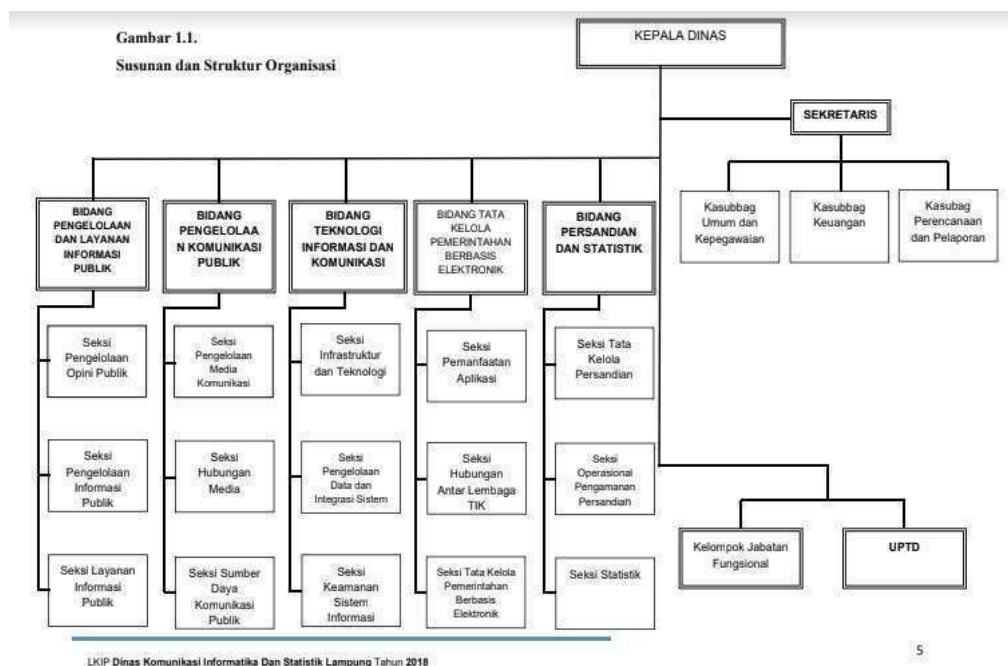 Gambar 1.1.
Susunan dan Struktur Organisasi
KEPALA DINAS
SEKRETARIS
Kasubbag
Umum dan
Kepegawaian
Kasubbag
Keuangan
Kasubag
Perencanaan
dan Pelaporan
BIDANG
PENGELOLAAN
DAN LAYANAN
INFORMASI
PUBLIK
BIDANG
PENGELOLAA
N KOMUNIKASI
PUBLIK
BIDANG
TEKNOLOGI
INFORMASI DAN
KOMUNIKASI
BIDANG TATA
KELOLA
PEMERINTAHAN
BERBASIS
ELEKTRONIK
BIDANG
PERSANDIAN
DAN STATISTIK
Seksi
Pengelolaan
Opini Publik
Seksi
Pengelolaan
Media
Komunikasi
Seksi
Infrastruktur
dan Teknologi
Seksi
Pemanfaatan
Aplikasi
Seksi Tata
Kelola
Persandian
Seksi
Pengelolaan
Informasi
Publik
Seksi
Hubungan
Media
Seksi
Pengelolaan
Data dan
Integrasi Sistem
Seksi
Hubungan
Antar Lembaga
TIK
Seksi
Operasional
Pengamanan
Persandian
Seksi Layanan
Informasi
Publik
Seksi Sumber
Daya
Komunikasi
Publik
Seksi
Keamanan
Sistem
Informasi
Seksi Tata Kelola
Pemerintahan
Berbasis
Elektronik
Seksi Statistik
Kelompok Jabatan
Fungsional
UPTD
LKIP Dinas Komunikasi Informatika Dan Statistik Lampung Tahun 2018
5